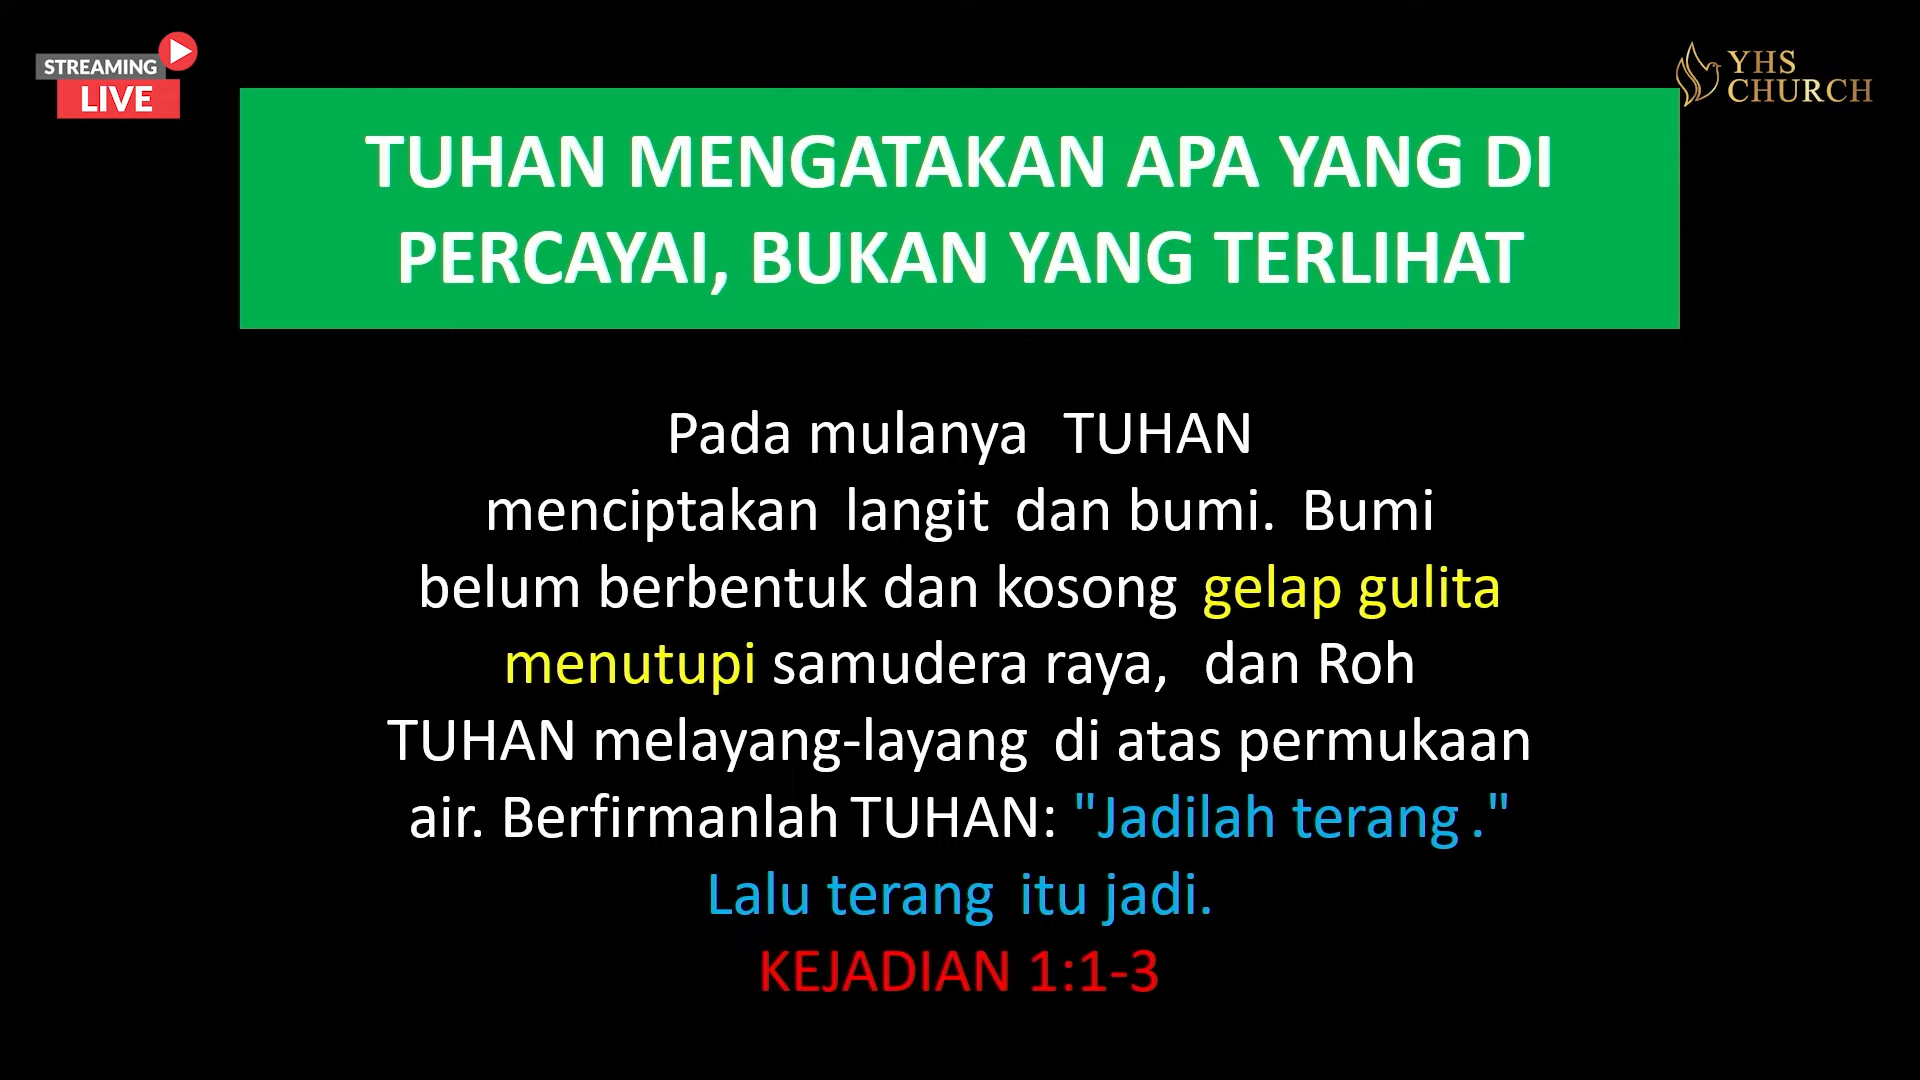 STREAMING
LIVE
YHS
CHURCH
TUHAN MENGATAKAN APA YANG DI
PERCAYAI, BUKAN YANG TERLIHAT
Pada mulanya TUHAN
menciptakan langit dan bumi. Bumi
belum berbentuk dan kosong gelap gulita
menutupi samudera raya, dan Roh
TUHAN melayang-layang di atas permukaan
air. Berfirmanlah TUHAN: "Jadilah terang ."
Lalu terang itu jadi.
KEJADIAN 1:1-3